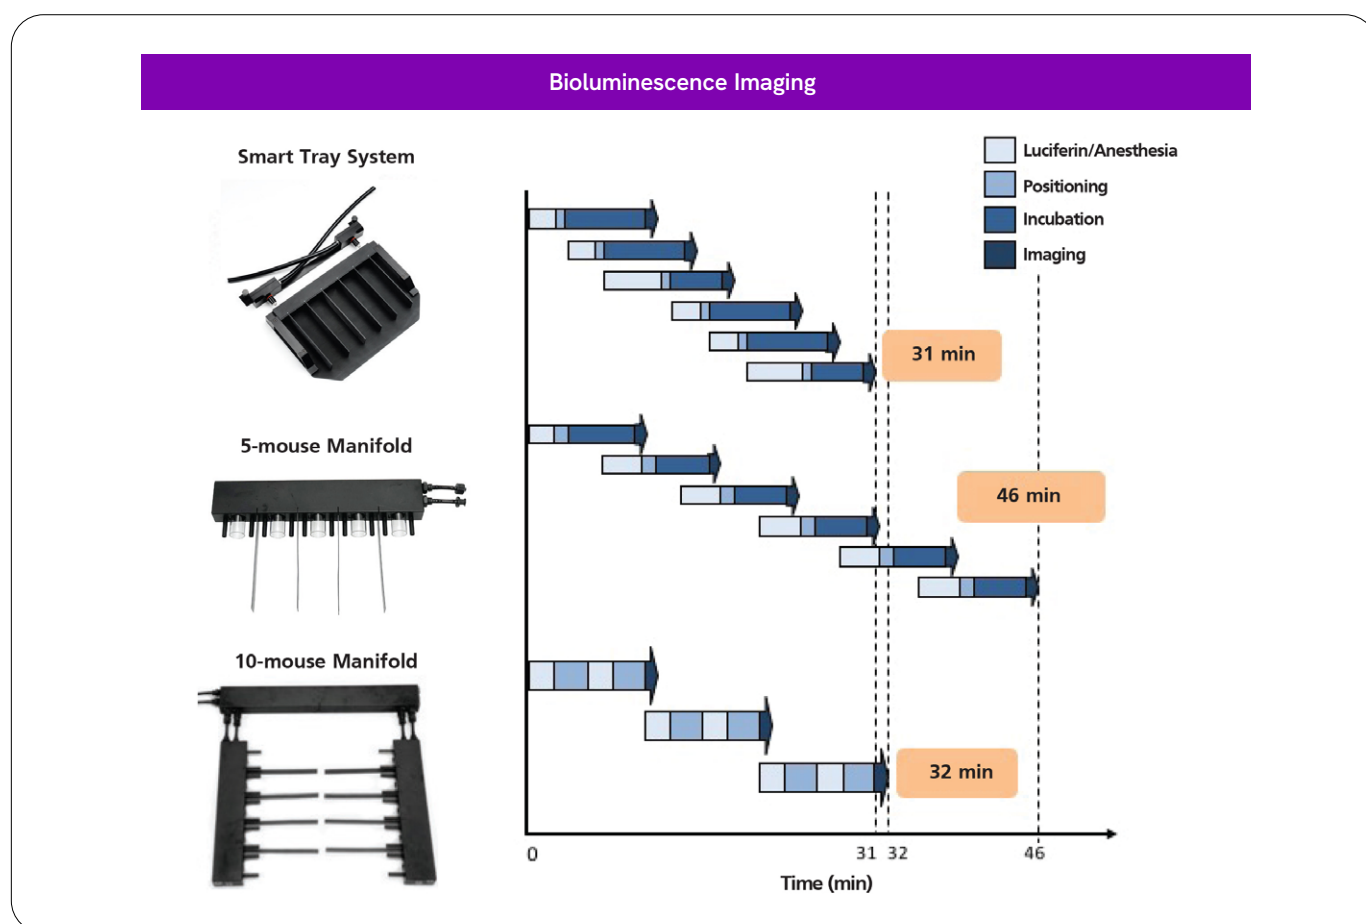 Bioluminescence Imaging
Smart Tray System
Luciferin/Anesthesia
Positioning
Incubation
Imaging
31 min
5-mouse Manifold
46 min
10-mouse Manifold
32 min
0
31
32
46
Time (min)